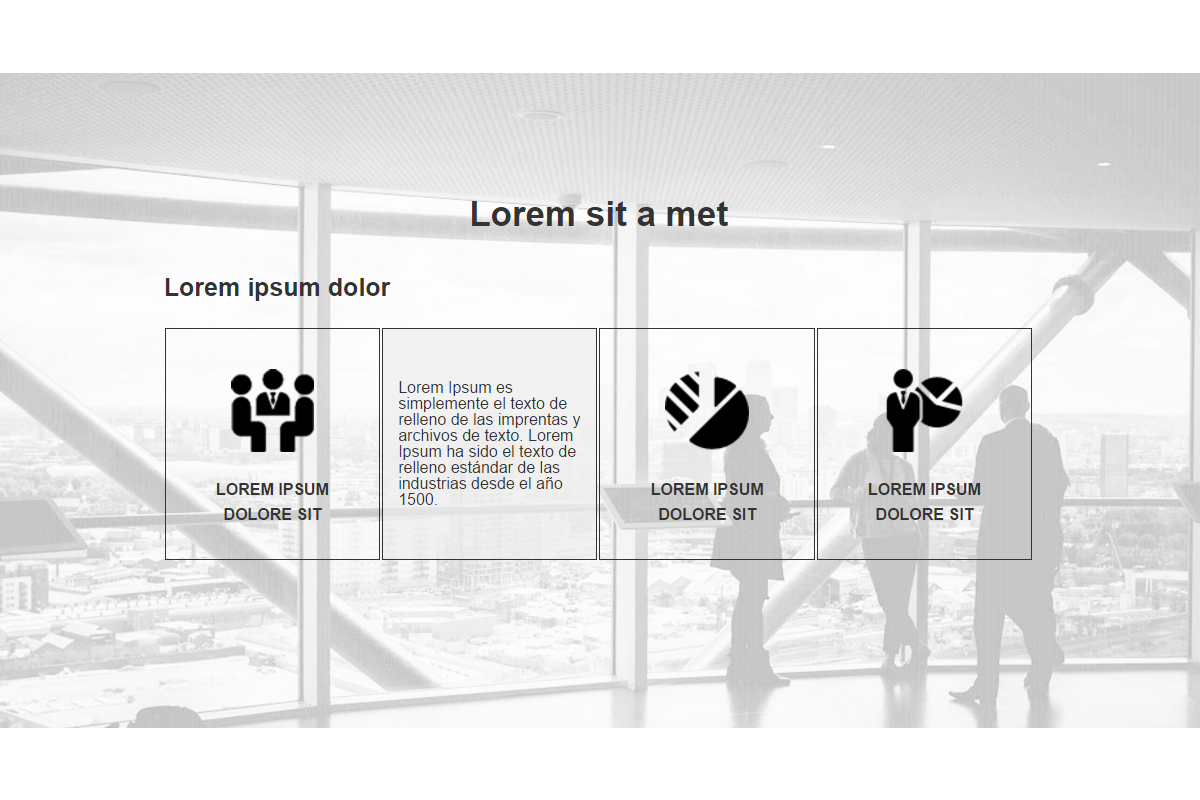 Lorem sit a met
Lorem ipsum dolor
LOREM IPSUM
DOLORE SIT
Lorem Ipsum es
simplemente el texto de
relleno de las imprentas y
archivos de texto. Lorem
Ipsum ha sido el texto de
relleno estándar de las
industrias desde el año
1500.
LOREM IPSUM
DOLORE SIT
LOREM IPSUM
DOLORE SIT